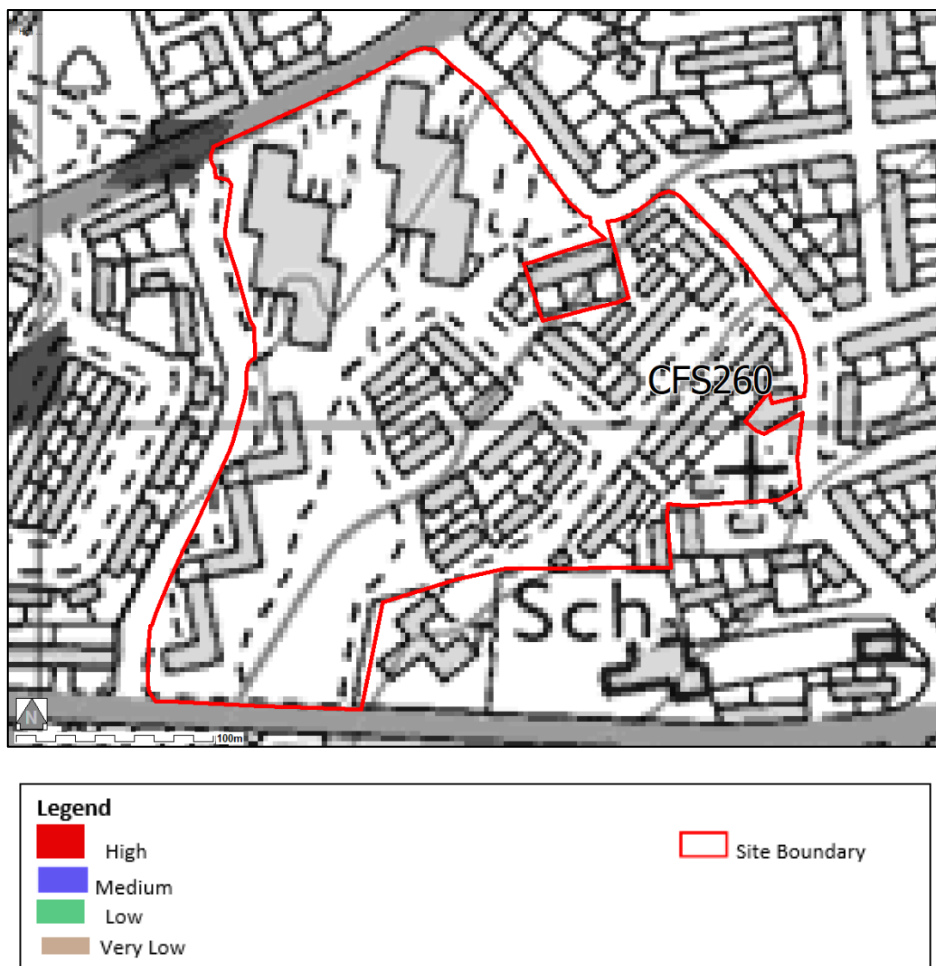 CFS260
Sch
N
100m
Legend
High
Site Boundary
Medium
Low
Very Low